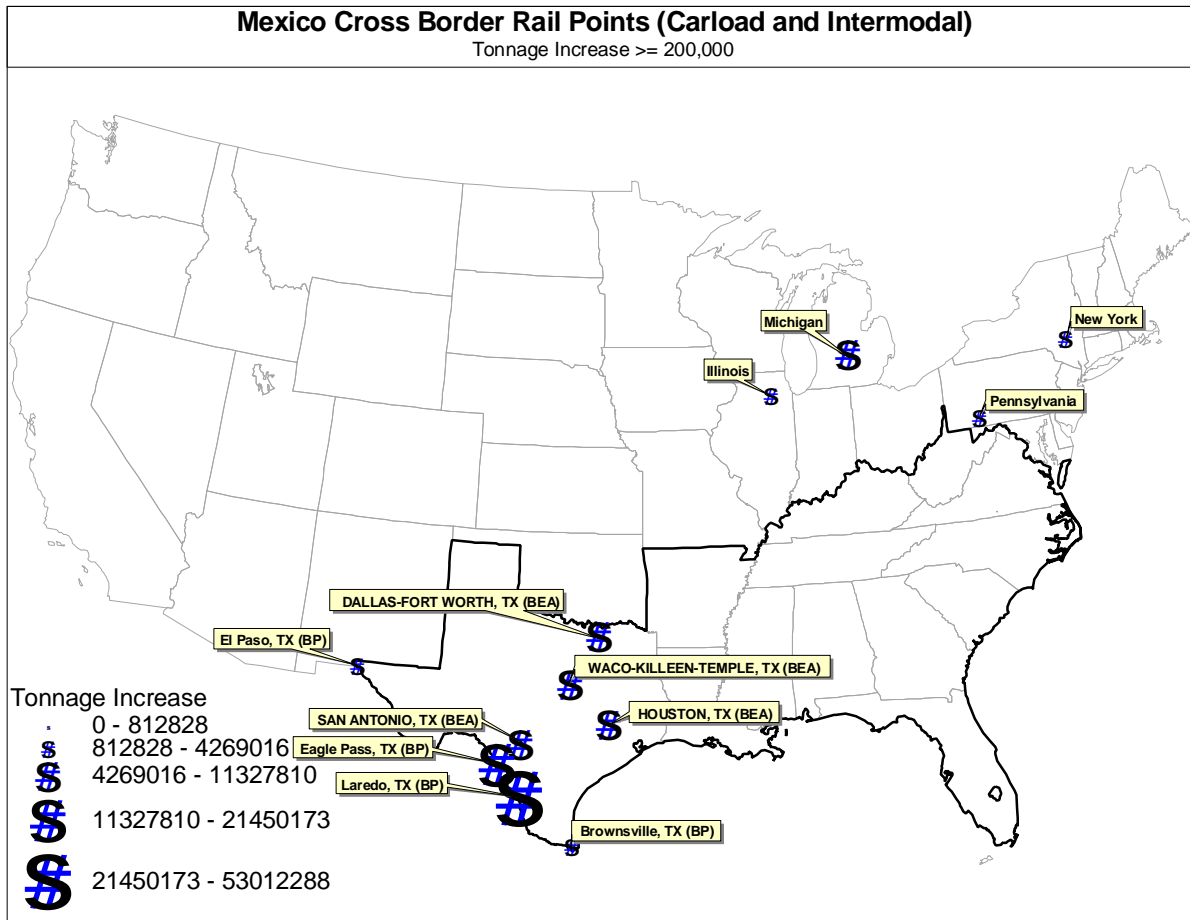 Mexico Cross Border Rail Points (Carload and Intermodal)
Tonnage Increase >= 200,000
New York
Michigan
Illinois
Pennsylvania
DALLAS-FORT WORTH, TX (BEA)
El Paso, TX (BP)
WACO-KILLEEN-TEMPLE, TX (BEA)
HOUSTON, TX (BEA)
SAN ANTONIO, TX (BEA)
Eagle Pass, TX (BP)
Laredo, TX (BP)
Brownsville, TX (BP)
Tonnage Increase
0 - 812828
812828 - 4269016
4269016 - 11327810
11327810 - 21450173
21450173 - 53012288